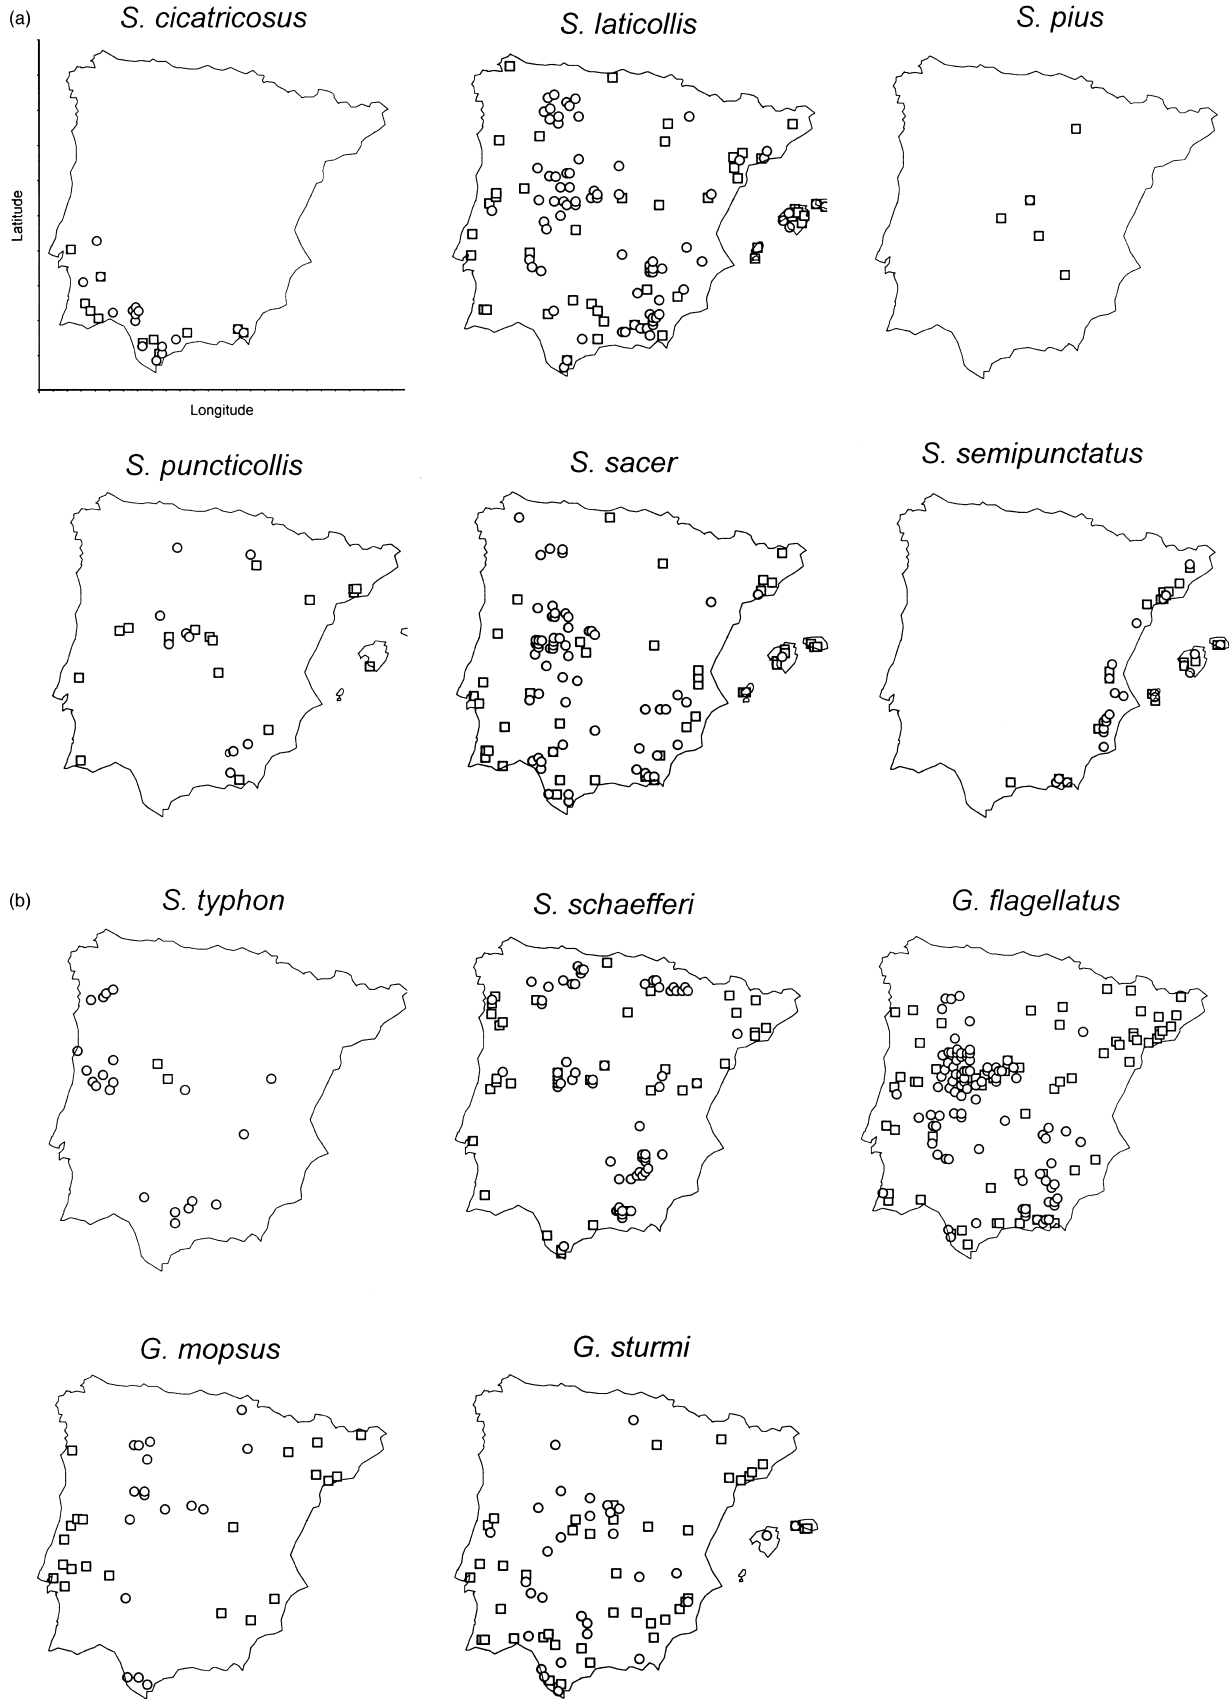 (a)
S. cicatricosus
S. laticollis
S. pius
Latitude
Longitude
S. puncticollis
S. sacer
S. semipunctatus
(b)
S. typhon
S. schaefferi
G. flagellatus
G. mopsus
G. sturmi